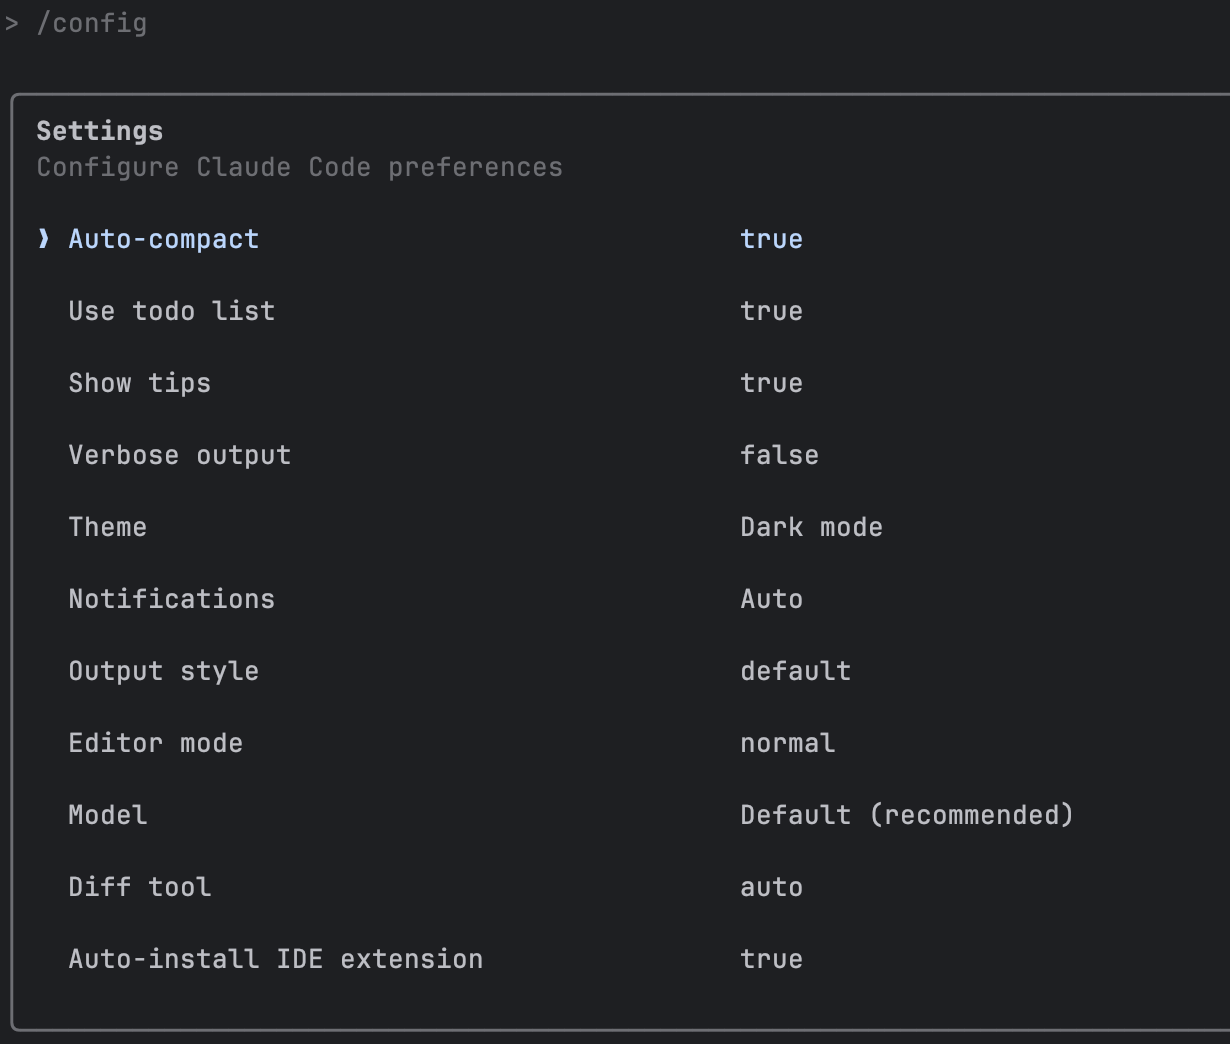 > /config
Settings
Configure Claude Code preferences
❯ Auto-compact true
Use todo list true
Show tips true
Verbose output false
Theme Dark mode
Notifications Auto
Output style default
Editor mode normal
Model Default (recommended)
Diff tool auto
Auto-install IDE extension true